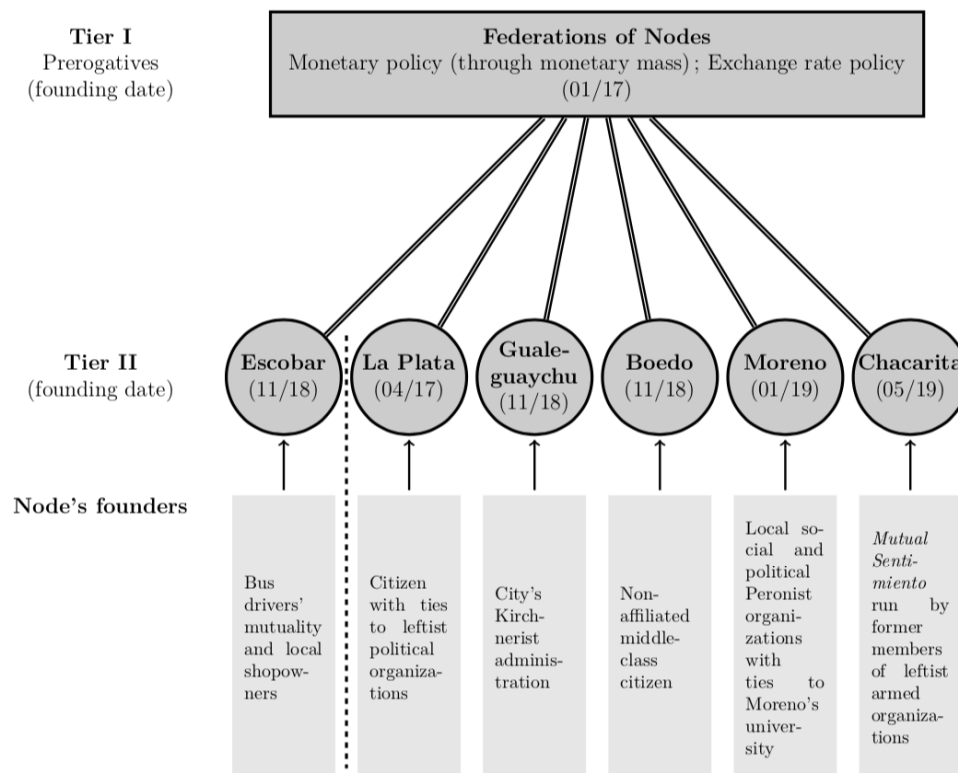 Tier I
Prerogatives
(founding date)
Federations of Nodes
Monetary policy (through monetary mass) ; Exchange rate policy
(01/17)
Tier II
(founding date)
Escobar
(11/18)
La Plata
(04/17)
Guale-
guaychu
(11/18)
Boedo
(11/18)
Moreno
(01/19)
Chacarita
(05/19)
Node's founders
Bus
drivers'
mutuality
and local
shopow-
ners
Citizen
with ties
to leftist
political
organiza-
tions
City's
Kirch-
nerist
adminis-
tration
Non-
affiliated
middle-
class
citizen
Local so-
cial and
political
Peronist
organi-
zations
with
ties to
Moreno's
univer-
sity
Mutual
Senti-
miento
run by
former
members
of leftist
armed
organiza-
tions